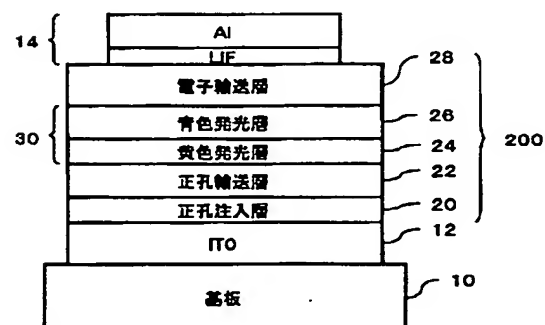 14
Al
LiF
電子輸送層
28
青色発光層
26
30
200
黄色発光層
24
正孔輸送層
22
正孔注入層
20
ITO
12
基板
10